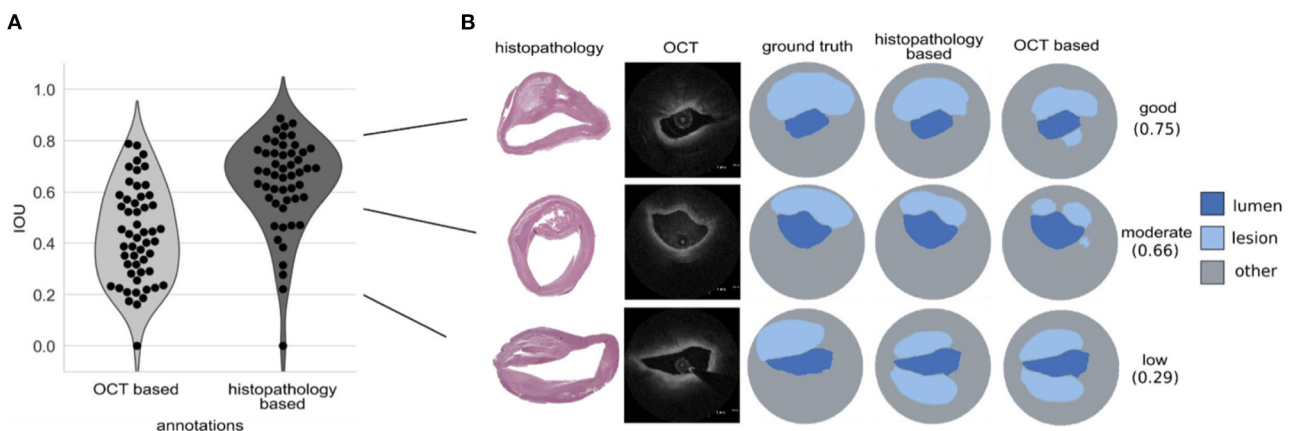 A
IOU
1.0
0.8
0.6
0.4
0.2
0.0
OCT based
histopathology
based
annotations
B
histopathology
OCT
ground truth
histopathology
based
OCT based
good
(0.75)
moderate
(0.66)
low
(0.29)
lumen
lesion
other